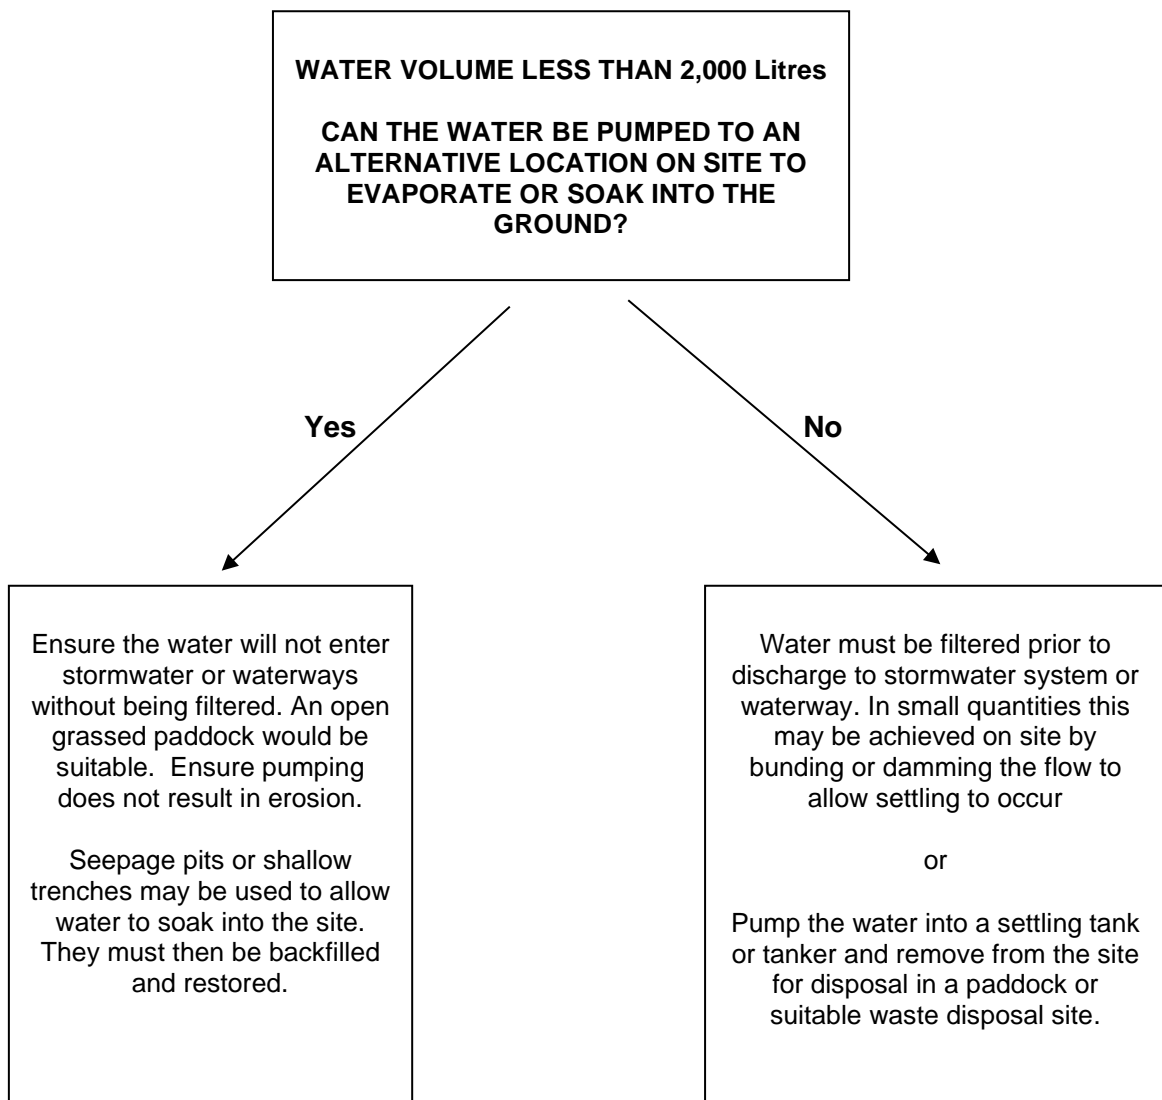 WATER VOLUME LESS THAN 2,000 Litres
CAN THE WATER BE PUMPED TO AN
ALTERNATIVE LOCATION ON SITE TO
EVAPORATE OR SOAK INTO THE
GROUND?
Yes
No
Ensure the water will not enter
stormwater or waterways
without being filtered. An open
grassed paddock would be
suitable.  Ensure pumping
does not result in erosion.
Seepage pits or shallow
trenches may be used to allow
water to soak into the site.
They must then be backfilled
and restored.
Water must be filtered prior to
discharge to stormwater system or
waterway. In small quantities this
may be achieved on site by
bunding or damming the flow to
allow settling to occur
or
Pump the water into a settling tank
or tanker and remove from the site
for disposal in a paddock or
suitable waste disposal site.